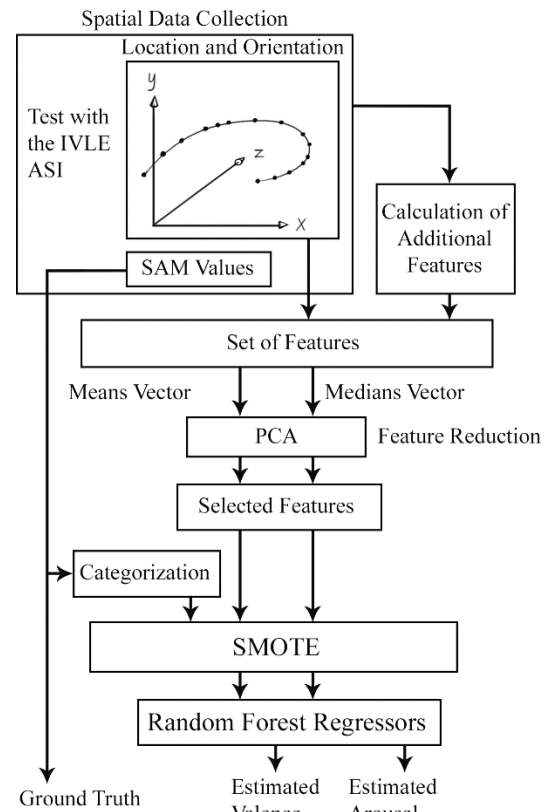 Spatial Data Collection
Location and Orientation
Test with
the IVLE
ASI
y
z
X
SAM Values
Calculation of
Additional
Features
Set of Features
Means Vector
Medians Vector
PCA
Feature Reduction
Selected Features
Categorization
SMOTE
Random Forest Regressors
Ground Truth
Estimated
Valence
Estimated
Arousal